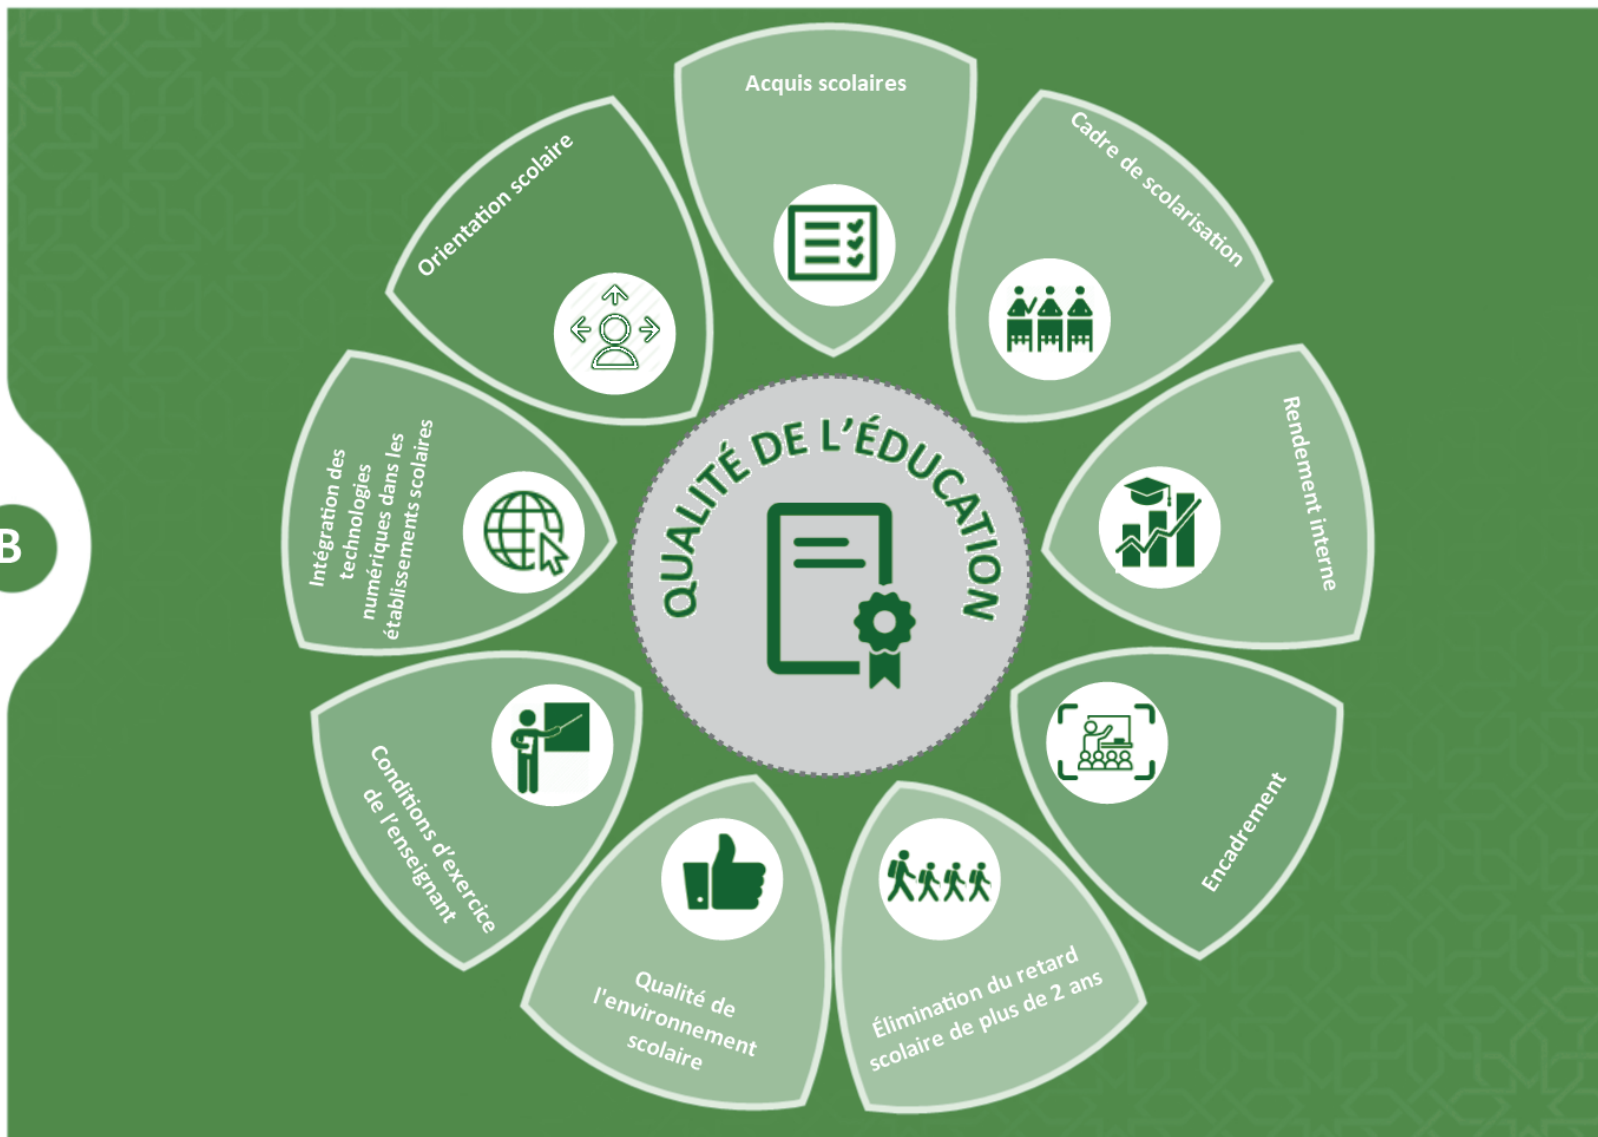 Acquis scolaires
Cadre de scolarisation
Rendement interne
Encadrement
Élimination du retard
scolaire de plus de 2 ans
Qualité de
l'environnement
scolaire
Conditions d'exercice
de l'enseignant
Intégration des
technologies
numériques dans les
établissements scolaires
Orientation scolaire
QUALITÉ DE L'ÉDUCATION
B